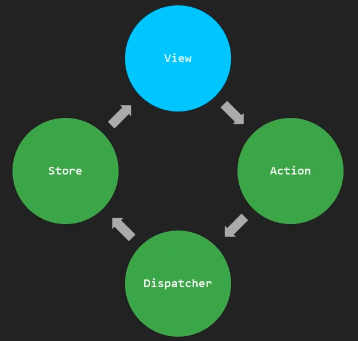 View
Store
Action
Dispatcher